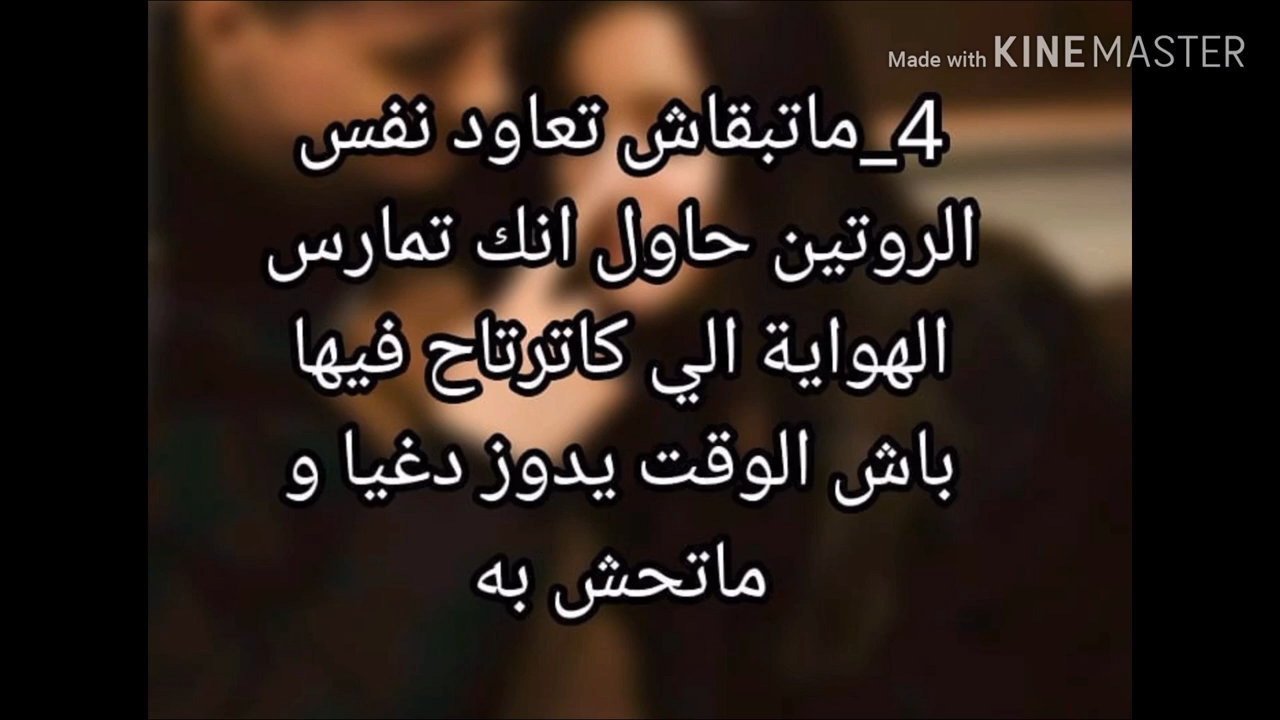 Made with KINEMASTER
4_ماتبقاش تعاود نفس
الروتين حاول انك تمارس
الهواية الي كاترتاح فيها
باش الوقت يدوز دغيا و
ماتحش به